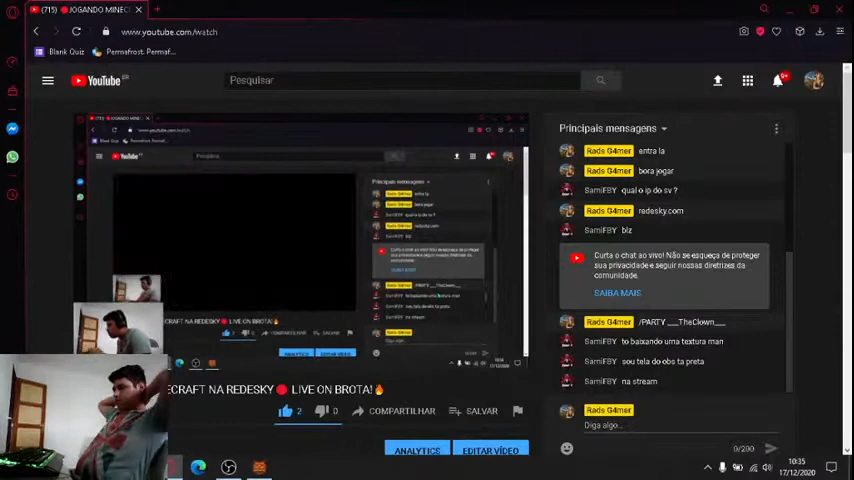 (715) 🔴 JOGANDO MINEC
www.youtube.com/watch
Blank Quiz
Permafrost. Permaf...
YouTube BR
Pesquisar
9+
Principais mensagens
Rads G4mer entra la
Rads G4mer bora jogar
SamiFBY qual o ip do sv ?
Rads G4mer redesky.com
SamiFBY blz
Curta o chat ao vivo! Não se esqueça de proteger
sua privacidade e seguir nossas diretrizes da
comunidade.
SAIBA MAIS
Rads G4mer /PARTY __TheClown__
SamiFBY to baixando uma textura man
SamiFBY sou tela do obs ta preta
SamiFBY na stream
Rads G4mer
Diga algo...
0/200
ECRAFT NA REDESKY🔴 LIVE ON BROTA!🔥
2
0
COMPARTILHAR
SALVAR
ANALYTICS
EDITAR VÍDEO
10:35
17/12/2020